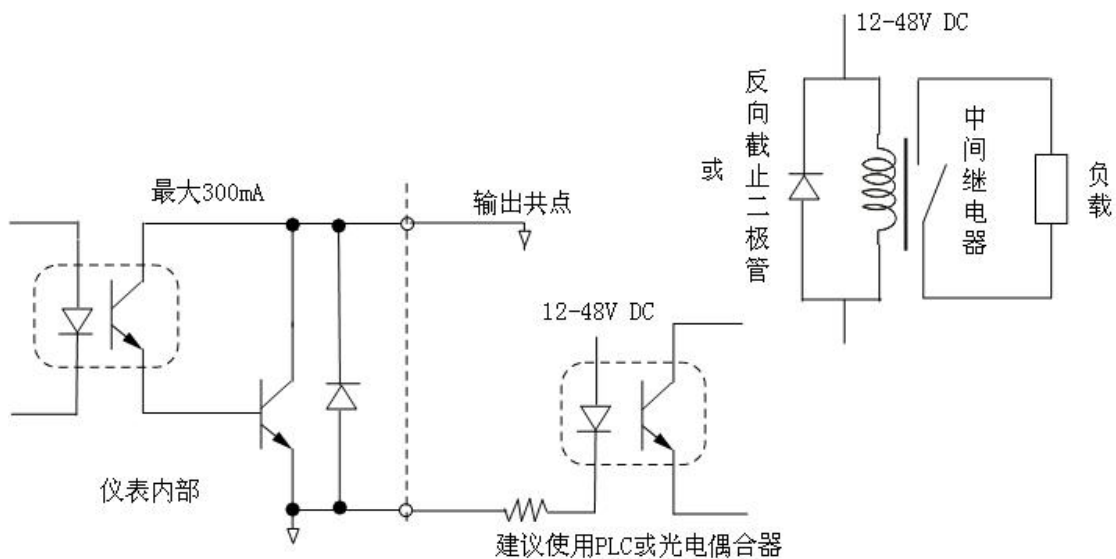 12-48V DC
反向截止二极管
或
中间继电器
负载
最大300mA
输出共点
12-48V DC
仪表内部
建议使用PLC或光电偶合器